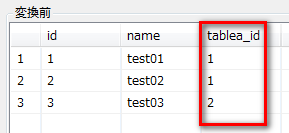 変換前
id name tablea_id
1 1 test01 1
2 2 test02 1
3 3 test03 2